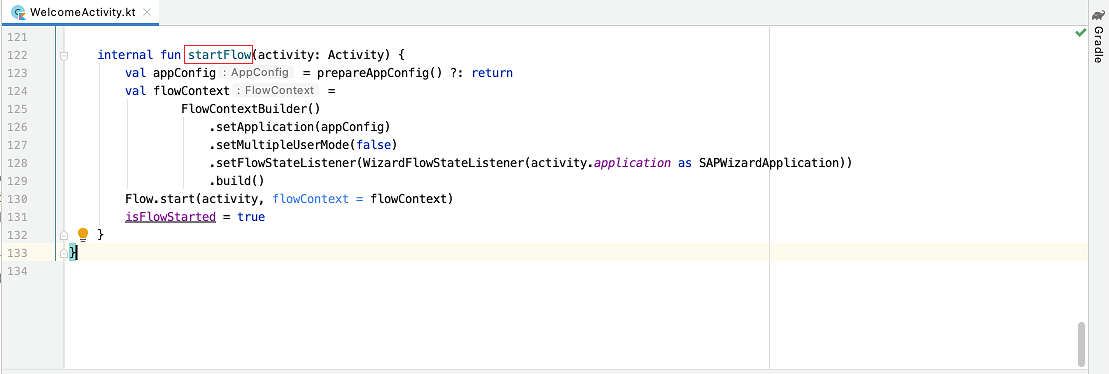 WelcomeActivity.kt
121
122 internal fun startFlow(activity: Activity) {
123 val appConfig : AppConfig = prepareAppConfig() ?: return
124 val flowContext : FlowContext =
125 FlowContextBuilder()
126 .setApplication(appConfig)
127 .setMultipleUserMode(false)
128 .setFlowStateListener(WizardFlowStateListener(activity.application as SAPWizardApplication))
129 .build()
130 Flow.start(activity, flowContext = flowContext)
131 isFlowStarted = true
132 }
133 }
134
Gradle